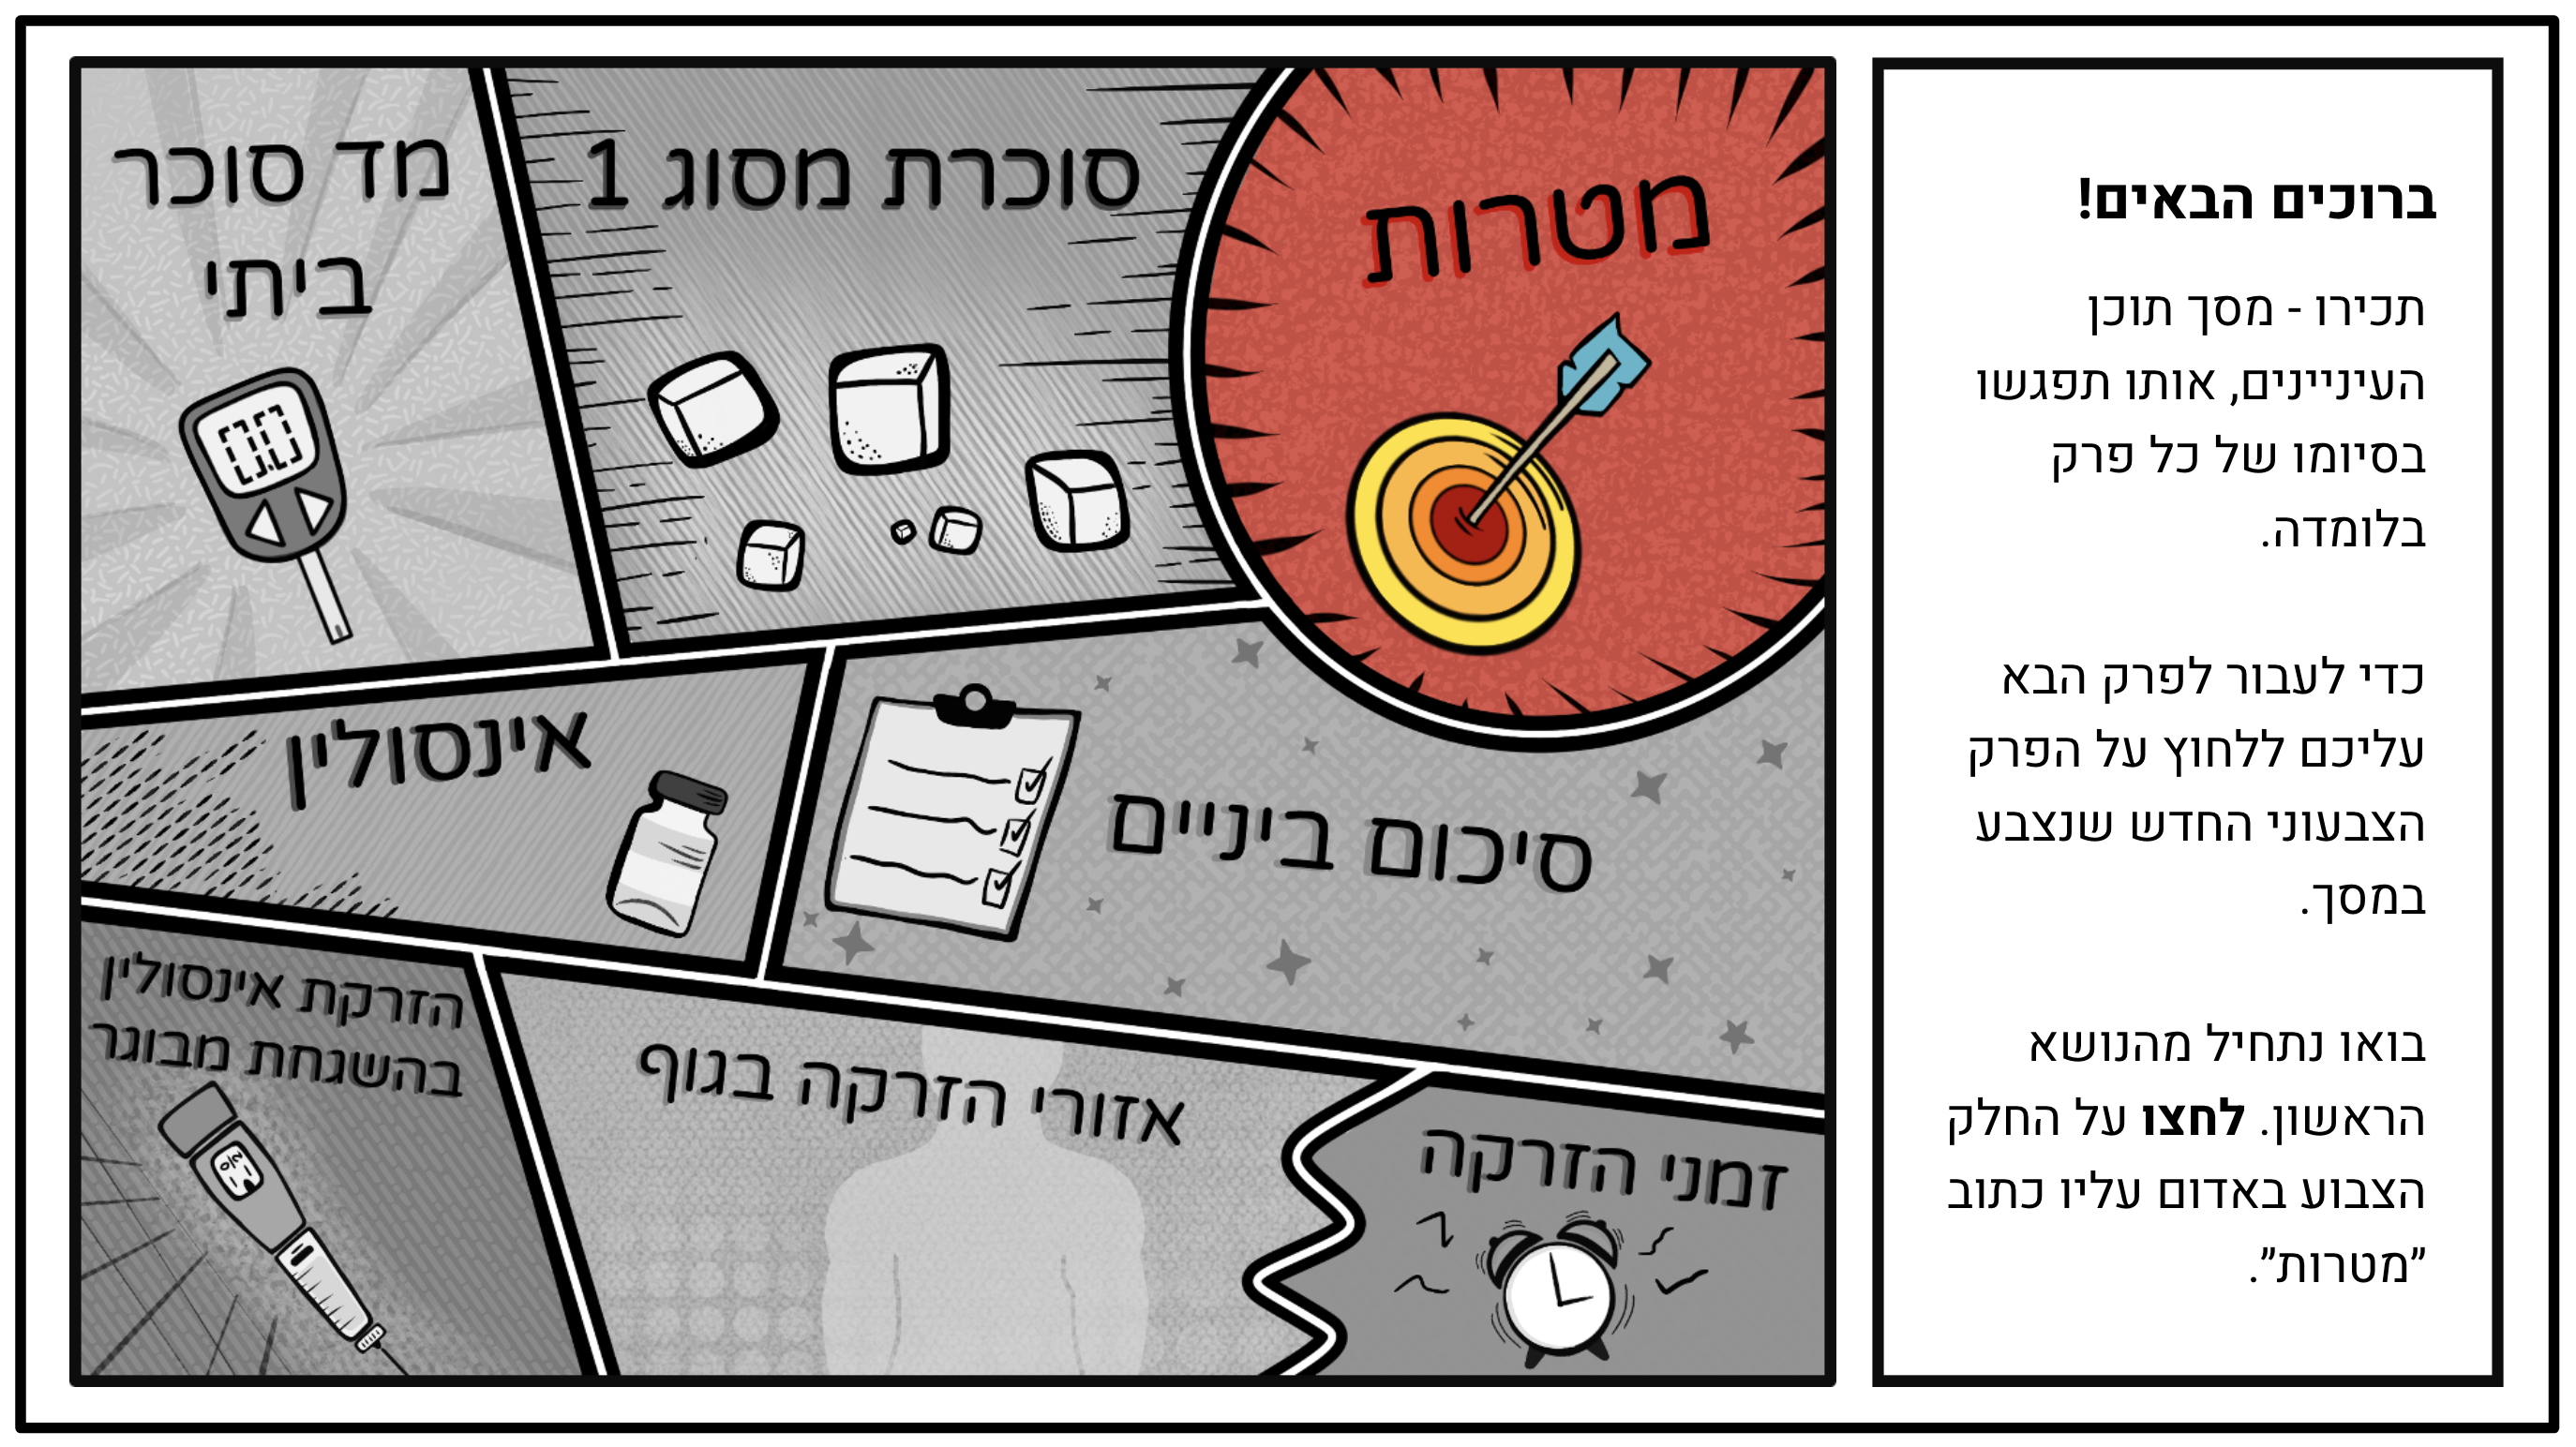 ברוכים הבאים!
תכירו - מסך תוכן
העיניינים, אותו תפגשו
בסיומו של כל פרק
בלומדה.
כדי לעבור לפרק הבא
עליכם ללחוץ על הפרק
הצבעוני החדש שנצבע
במסך.
בואו נתחיל מהנושא
הראשון. לחצו על החלק
הצבוע באדום עליו כתוב
”מטרות”.
מטרות
סוכרת מסוג 1
מד סוכר
ביתי
00
סיכום ביניים
אינסולין
זמני הזרקה
אזורי הזרקה בגוף
הזרקת אינסולין
בהשגחת מבוגר